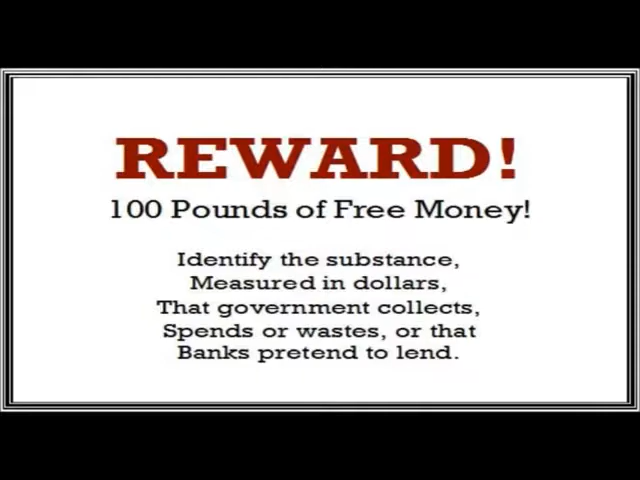 REWARD!
100 Pounds of Free Money!
Identify the substance,
Measured in dollars,
That government collects,
Spends or wastes, or that
Banks pretend to lend.